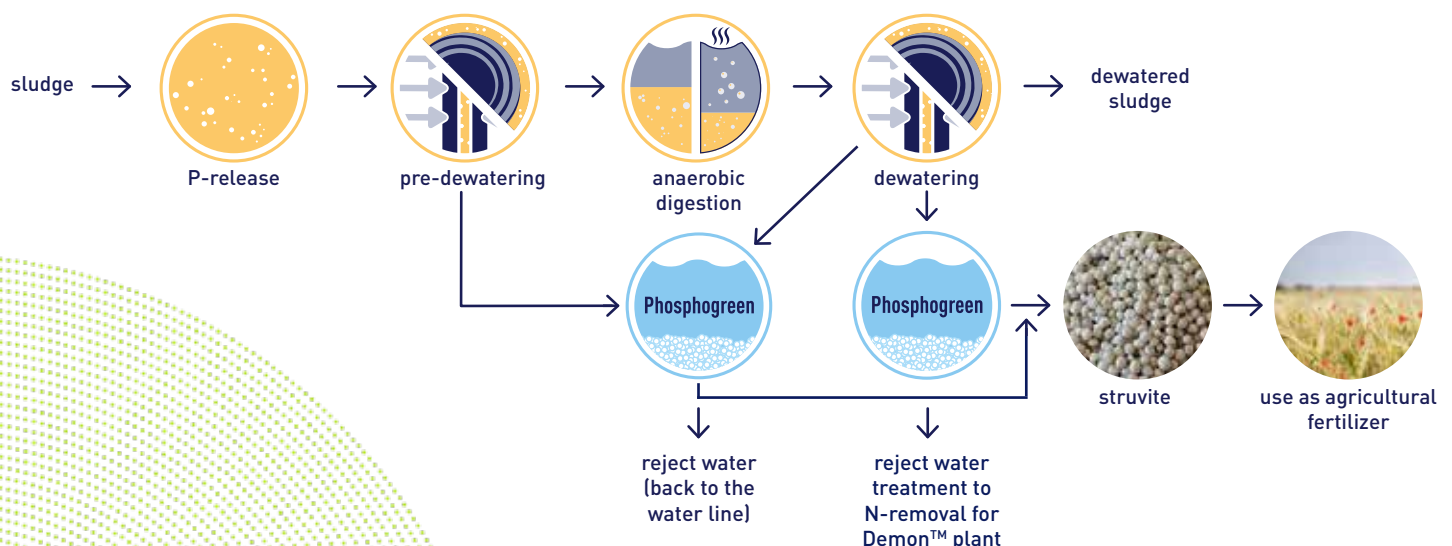 sludge
P-release
pre-dewatering
anaerobic
digestion
dewatering
dewatered
sludge
Phosphogreen
Phosphogreen
struvite
use as agricultural
fertilizer
reject water
(back to the
water line)
reject water
treatment to
N-removal for
Demon™ plant